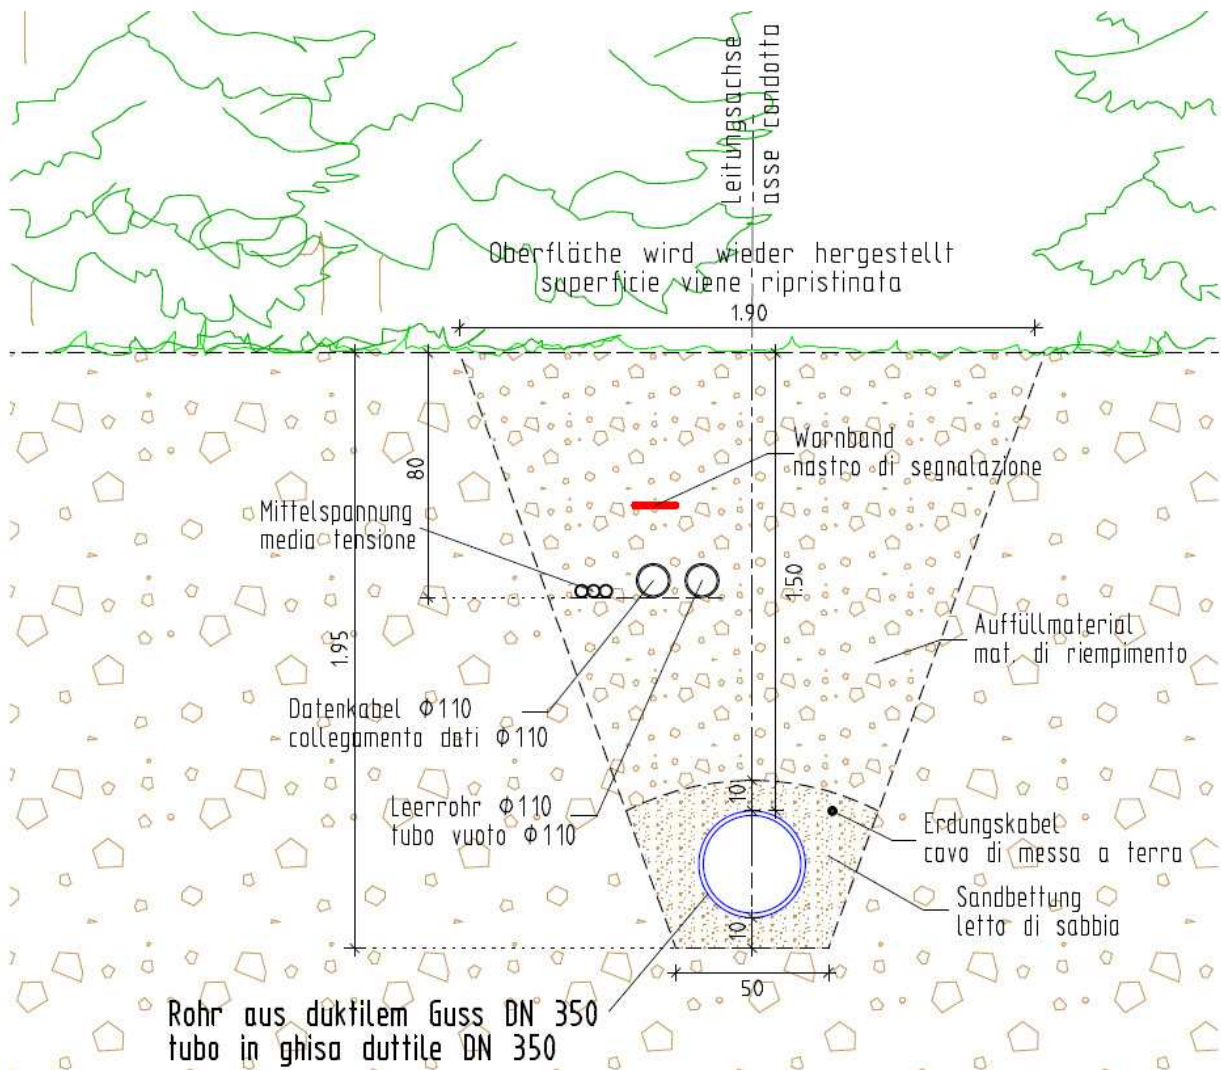 Leitungsachse
asse condotta
Oberfläche wird wieder hergestellt
superficie viene ripristinata
1.90
Warnband
nastro di segnalazione
80
Mittelspannung
media tensione
1.50
Auffüllmaterial
mat. di riempimento
1.95
Datenkabel Φ110
collegamento dati Φ110
Leerrohr Φ110
tubo vuoto Φ110
10
Erdungskabel
cavo di messa a terra
Sandbettung
letto di sabbia
10
50
Rohr aus duktilem Guss DN 350
tubo in ghisa duttile DN 350